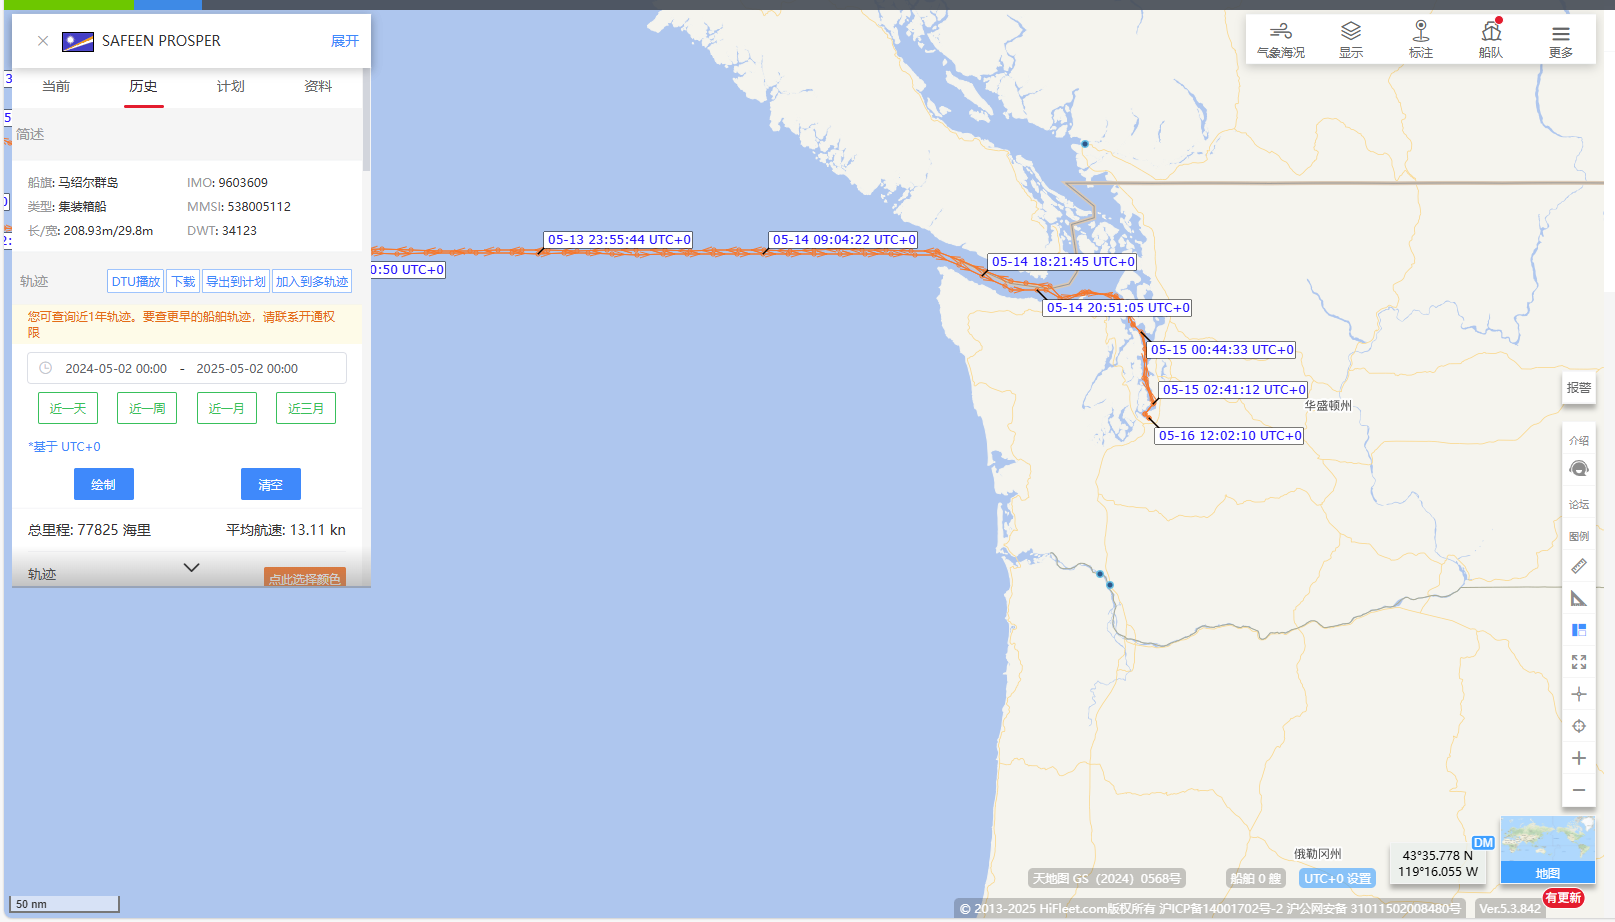 SAFEEN PROSPER
展开
当前
历史
计划
资料
简述
船旗: 马绍尔群岛
IMO: 9603609
类型: 集装箱船
MMSI: 538005112
长/宽: 208.93m/29.8m
DWT: 34123
轨迹
DTU播放
下载
导出到计划
加入到多轨迹
您可查询近1年轨迹。要查更早的船舶轨迹，请联系开通权
限
2024-05-02 00:00 - 2025-05-02 00:00
近一天
近一周
近一月
近三月
*基于 UTC+0
绘制
清空
总里程: 77825 海里
平均航速: 13.11 kn
轨迹
点此选择颜色
气象海况
显示
标注
船队
更多
05-13 23:55:44 UTC+0
05-14 09:04:22 UTC+0
0:50 UTC+0
05-14 18:21:45 UTC+0
05-14 20:51:05 UTC+0
05-15 00:44:33 UTC+0
05-15 02:41:12 UTC+0
华盛顿州
05-16 12:02:10 UTC+0
报警
介绍
论坛
图例
俄勒冈州
DM
43°35.778 N
119°16.055 W
地图
天地图 GS（2024）0568号
船舶 0 艘
UTC+0 设置
有更新
50 nm
© 2013-2025 HiFleet.com版权所有 沪ICP备14001702号-2 沪公网安备 31011502008480号
Ver.5.3.842